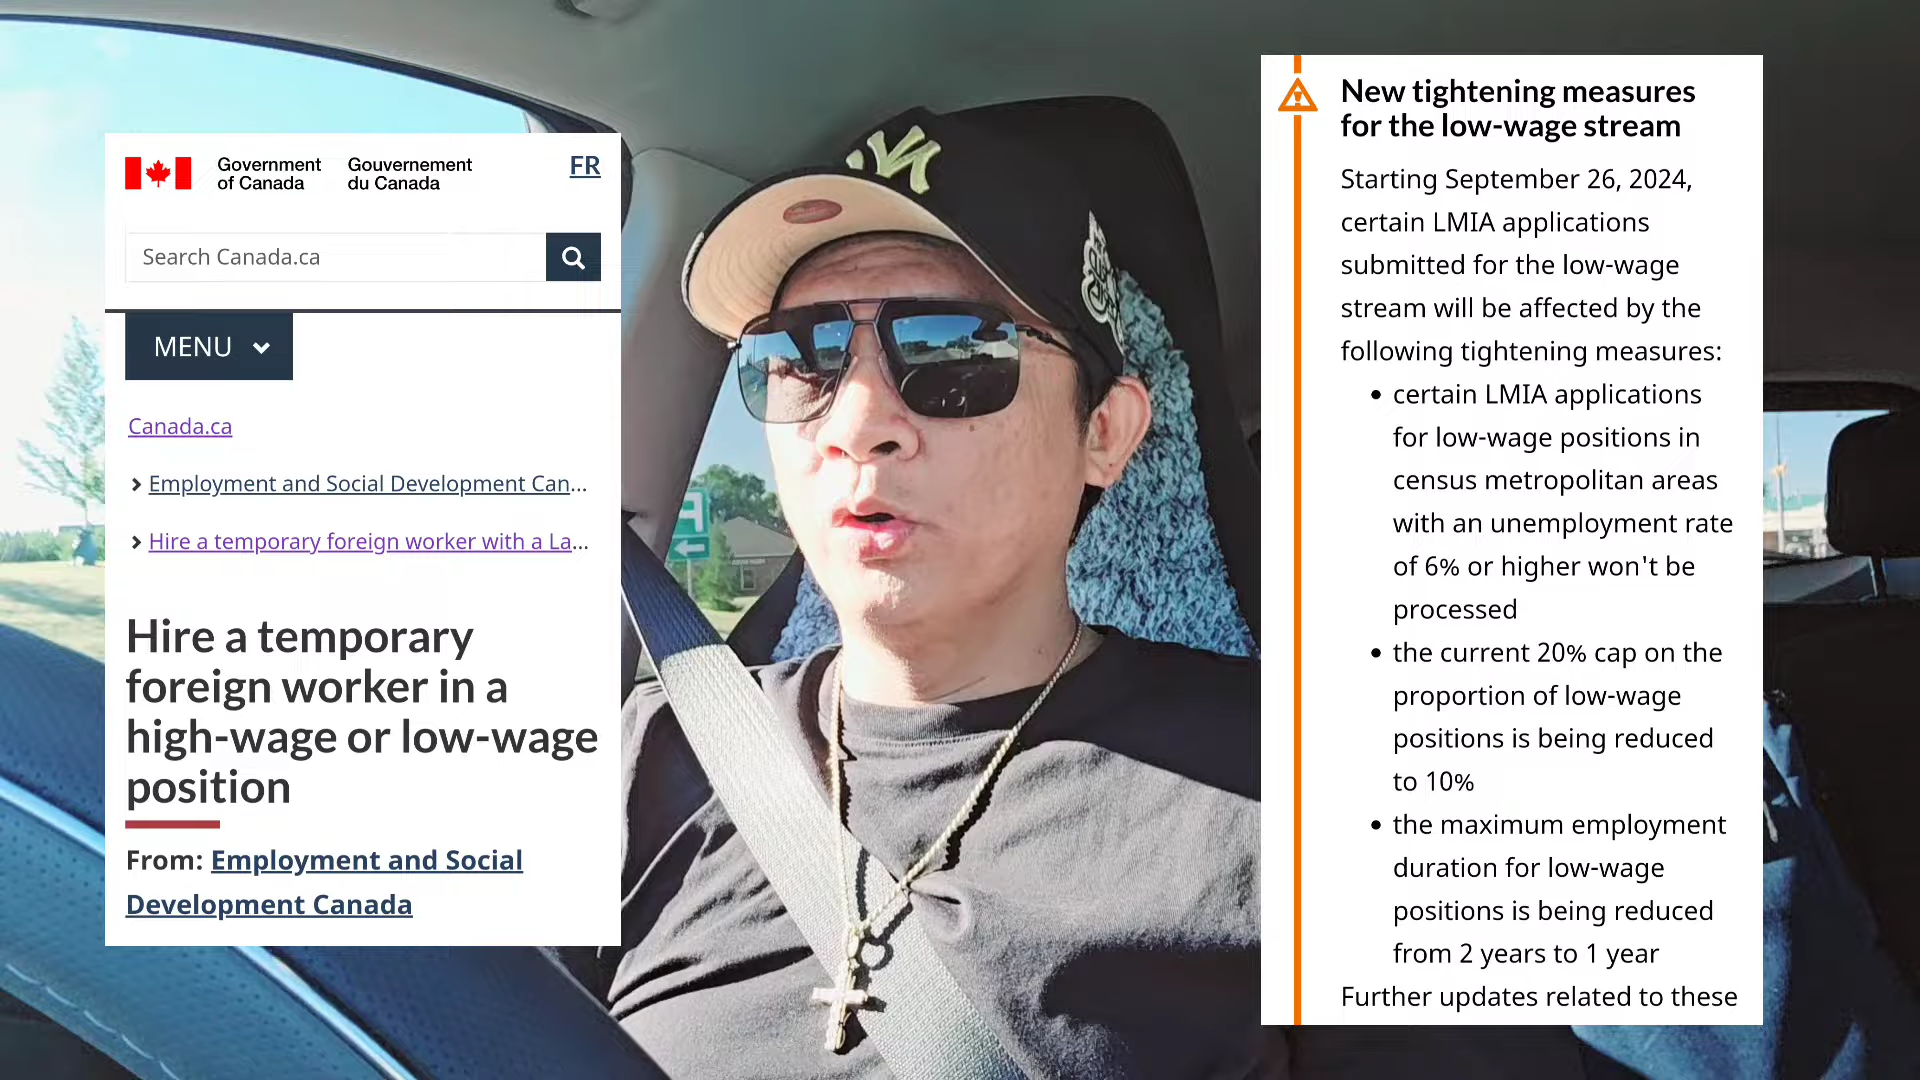 Government
of Canada
Gouvernement
du Canada
FR
Search Canada.ca
MENU
Canada.ca
Employment and Social Development Can...
Hire a temporary foreign worker with a La...
Hire a temporary
foreign worker in a
high-wage or low-wage
position
From: Employment and Social
Development Canada
NY
New tightening measures
for the low-wage stream
Starting September 26, 2024,
certain LMIA applications
submitted for the low-wage
stream will be affected by the
following tightening measures:
• certain LMIA applications
for low-wage positions in
census metropolitan areas
with an unemployment rate
of 6% or higher won't be
processed
• the current 20% cap on the
proportion of low-wage
positions is being reduced
to 10%
• the maximum employment
duration for low-wage
positions is being reduced
from 2 years to 1 year
Further updates related to these